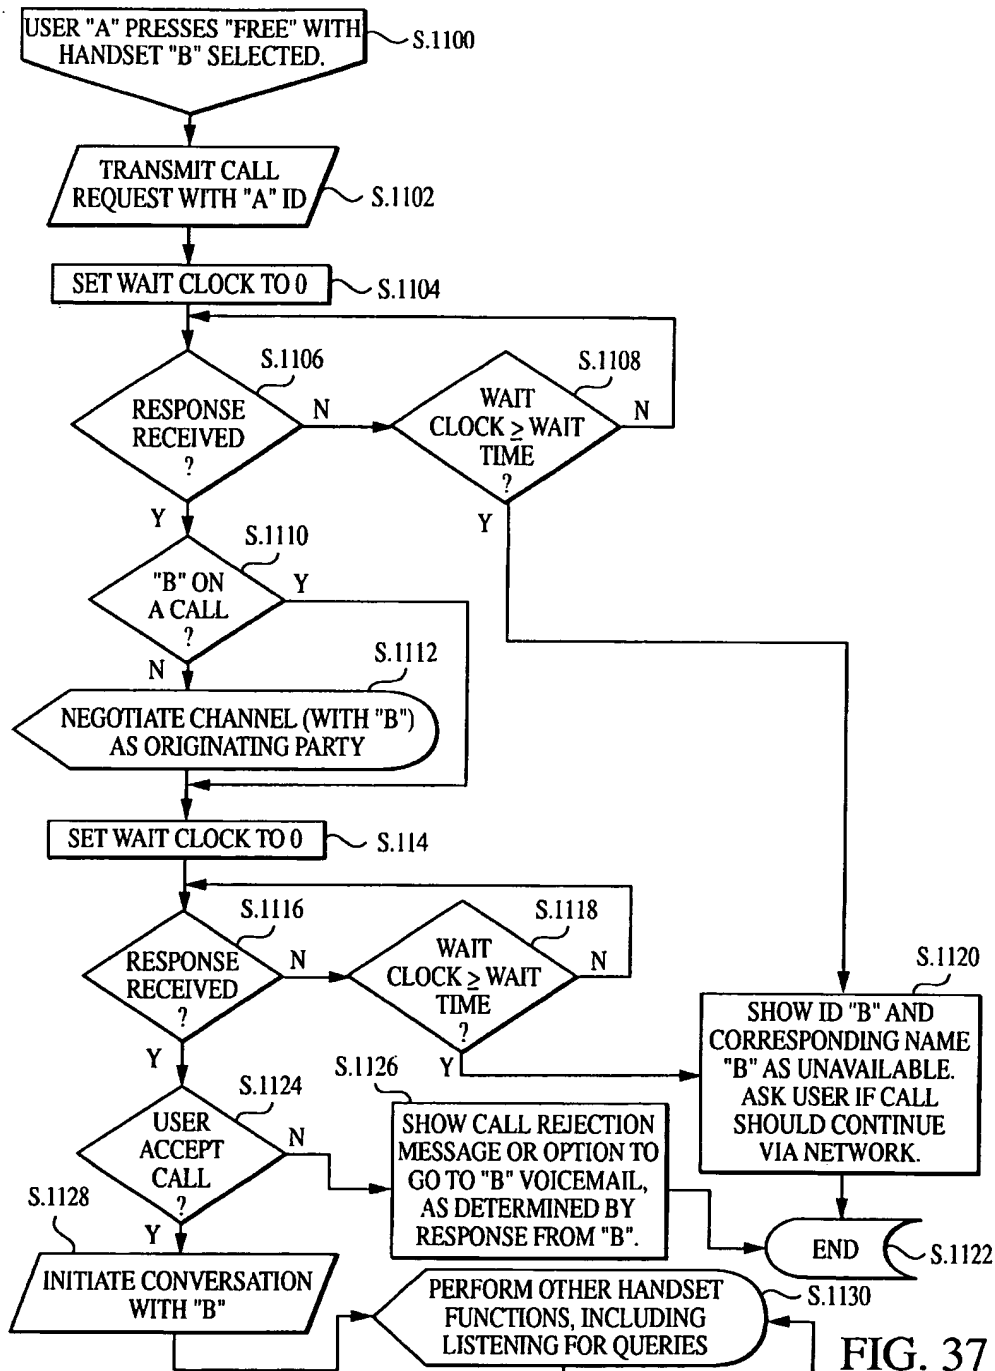 USER "A" PRESSES "FREE" WITH
HANDSET "B" SELECTED.
S.1100
TRANSMIT CALL
REQUEST WITH "A" ID
S.1102
SET WAIT CLOCK TO 0
S.1104
S.1106
RESPONSE
RECEIVED
?
N
Y
S.1108
WAIT
CLOCK ≥ WAIT
TIME
?
N
Y
S.1110
"B" ON
A CALL
?
Y
N
S.1112
NEGOTIATE CHANNEL (WITH "B")
AS ORIGINATING PARTY
SET WAIT CLOCK TO 0
S.114
S.1116
RESPONSE
RECEIVED
?
N
Y
S.1118
WAIT
CLOCK ≥ WAIT
TIME
?
N
Y
S.1120
SHOW ID "B" AND
CORRESPONDING NAME
"B" AS UNAVAILABLE.
ASK USER IF CALL
SHOULD CONTINUE
VIA NETWORK.
S.1124
USER
ACCEPT
CALL
?
N
Y
S.1126
SHOW CALL REJECTION
MESSAGE OR OPTION TO
GO TO "B" VOICEMAIL,
AS DETERMINED BY
RESPONSE FROM "B".
END
S.1122
S.1128
INITIATE CONVERSATION
WITH "B"
PERFORM OTHER HANDSET
FUNCTIONS, INCLUDING
LISTENING FOR QUERIES
S.1130
FIG. 37